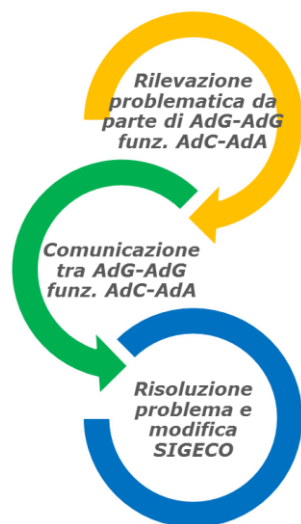 Rilevazione
problematica da
parte di AdG-AdG
funz. AdC-AdA
Comunicazione
tra AdG-AdG
funz. AdC-AdA
Risoluzione
problema e
modifica
SIGECO